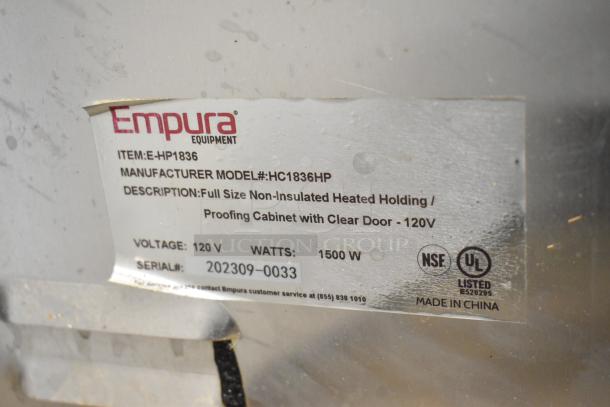 Empura®
EQUIPMENT
ITEM:E-HP1836
MANUFACTURER MODEL#:HC1836HP
DESCRIPTION:Full Size Non-Insulated Heated Holding /
Proofing Cabinet with Clear Door - 120V
VOLTAGE: 120 V WATTS: 1500 W
AUCTION GROUP
SERIAL#: 202309-0033
NSF
UL
LISTED
contact Empura customer service at (855) 838 1010
MADE IN CHINA